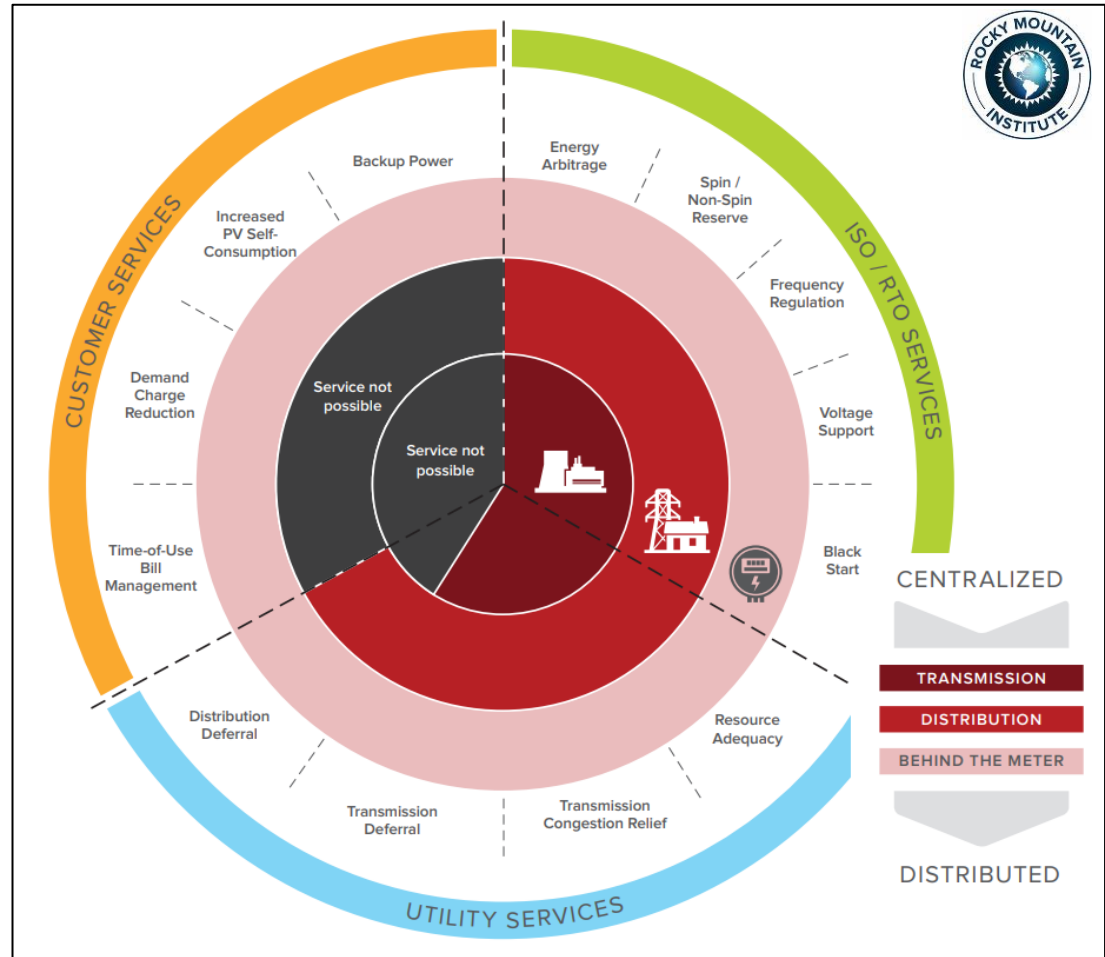 ROCKY MOUNTAIN
INSTITUTE
CUSTOMER SERVICES
ISO / RTO SERVICES
UTILITY SERVICES
Backup Power
Increased
PV Self-
Consumption
Demand
Charge
Reduction
Time-of-Use
Bill
Management
Energy
Arbitrage
Spin /
Non-Spin
Reserve
Frequency
Regulation
Voltage
Support
Black
Start
Service not
possible
Service not
possible
Distribution
Deferral
Transmission
Deferral
Transmission
Congestion Relief
Resource
Adequacy
CENTRALIZED
TRANSMISSION
DISTRIBUTION
BEHIND THE METER
DISTRIBUTED